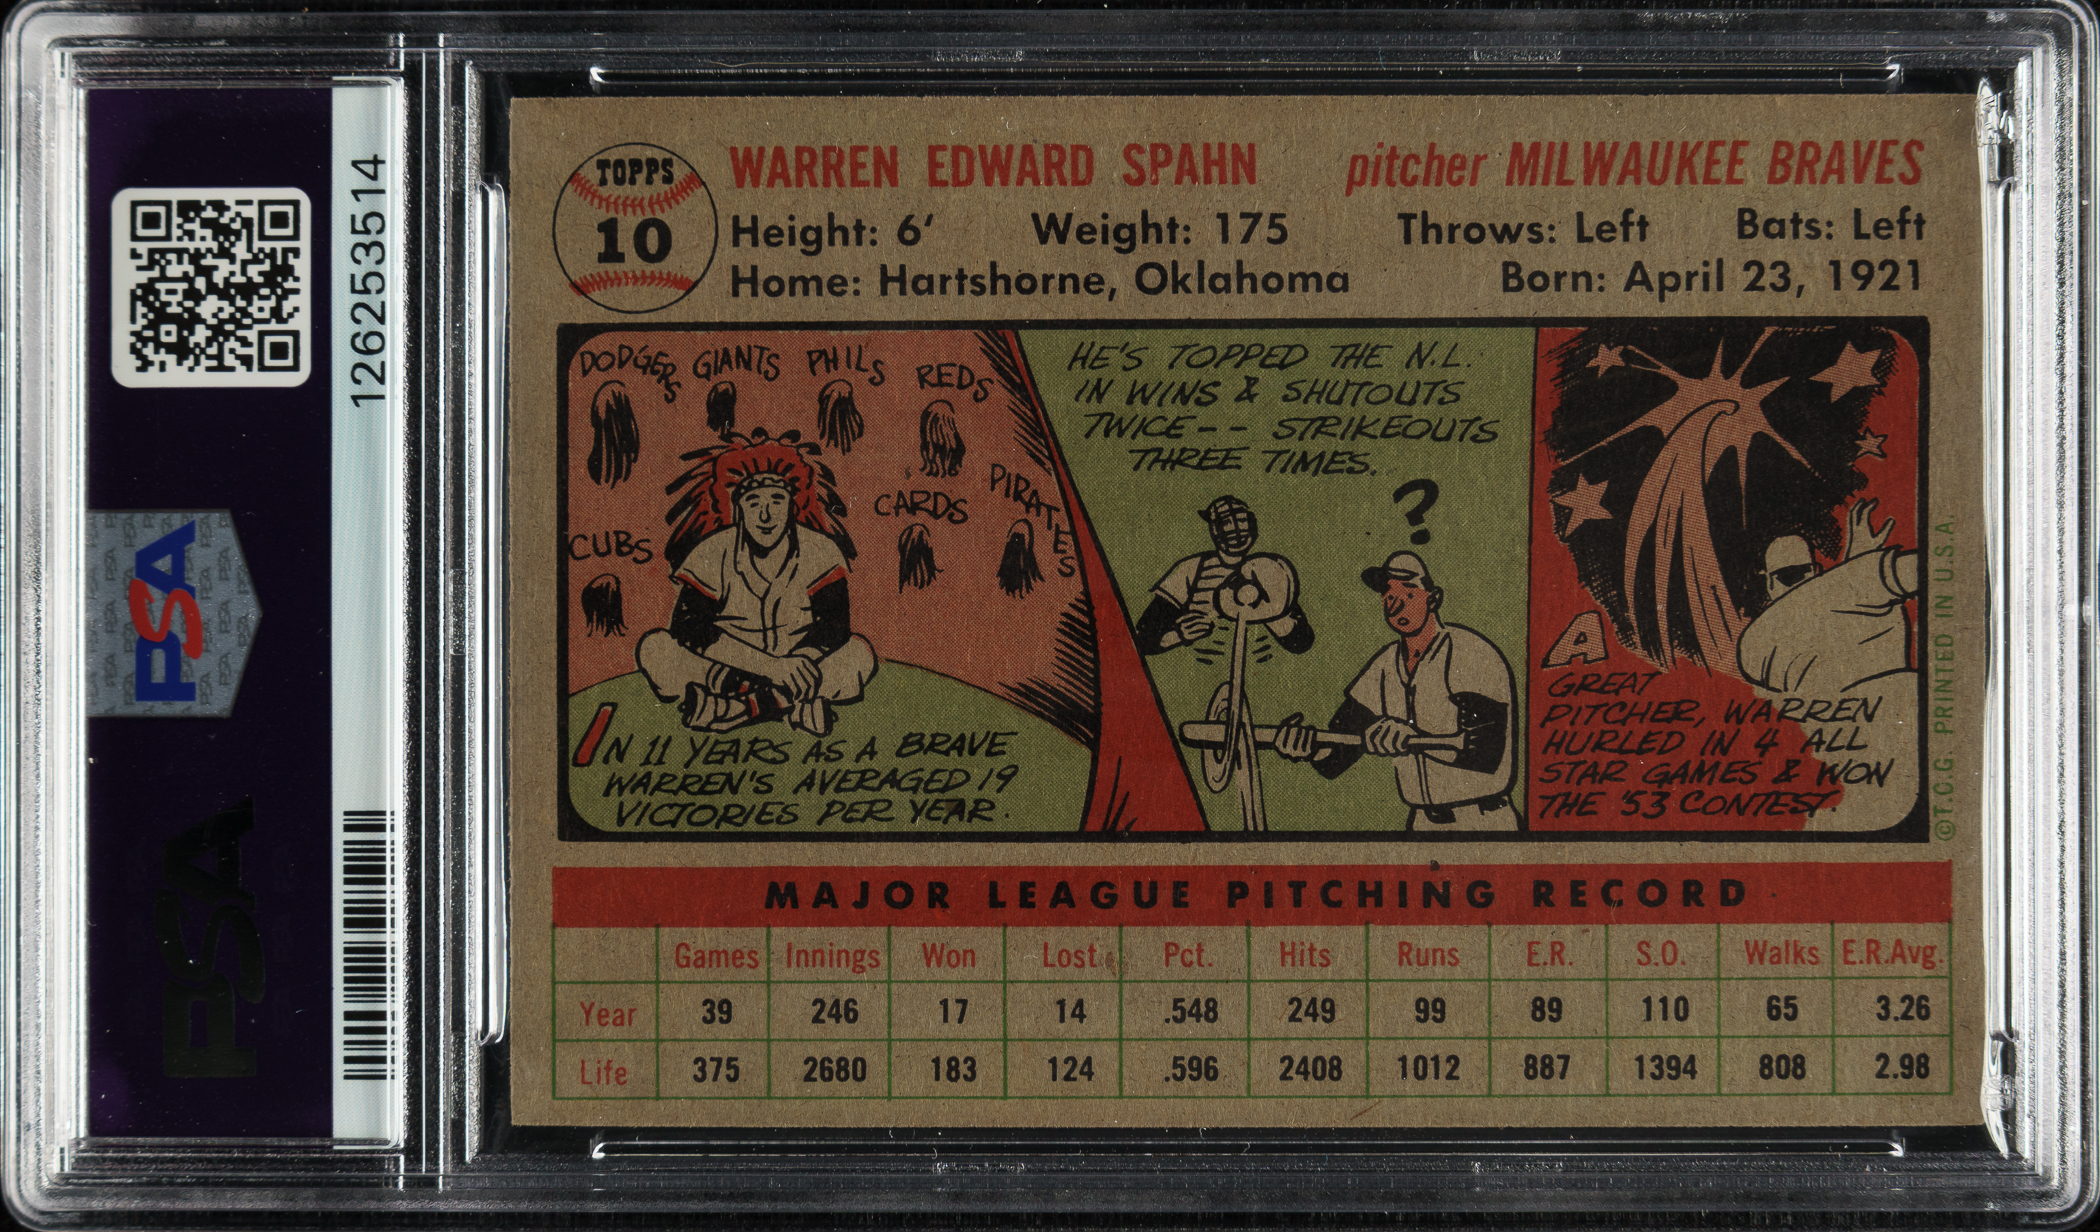 126253514
PSA
PSA
TOPPS
10
WARREN EDWARD SPAHN pitcher MILWAUKEE BRAVES
Height: 6' Weight: 175 Throws: Left Bats: Left
Home: Hartshorne, Oklahoma Born: April 23, 1921
DODGERS GIANTS PHILS REDS
CARDS PIRATES
CUBS
IN 11 YEARS AS A BRAVE
WARREN'S AVERAGED 19
VICTORIES PER YEAR.
HE'S TOPPED THE N.L.
IN WINS & SHUTOUTS
TWICE-- STRIKEOUTS
THREE TIMES.
?
A
GREAT
PITCHER, WARREN
HURLED IN 4 ALL
STAR GAMES & WON
THE '53 CONTEST.
©T.C.G. PRINTED IN U.S.A.
MAJOR LEAGUE PITCHING RECORD
Games Innings Won Lost Pct. Hits Runs E.R. S.O. Walks E.R.Avg.
Year 39 246 17 14 .548 249 99 89 110 65 3.26
Life 375 2680 183 124 .596 2408 1012 887 1394 808 2.98